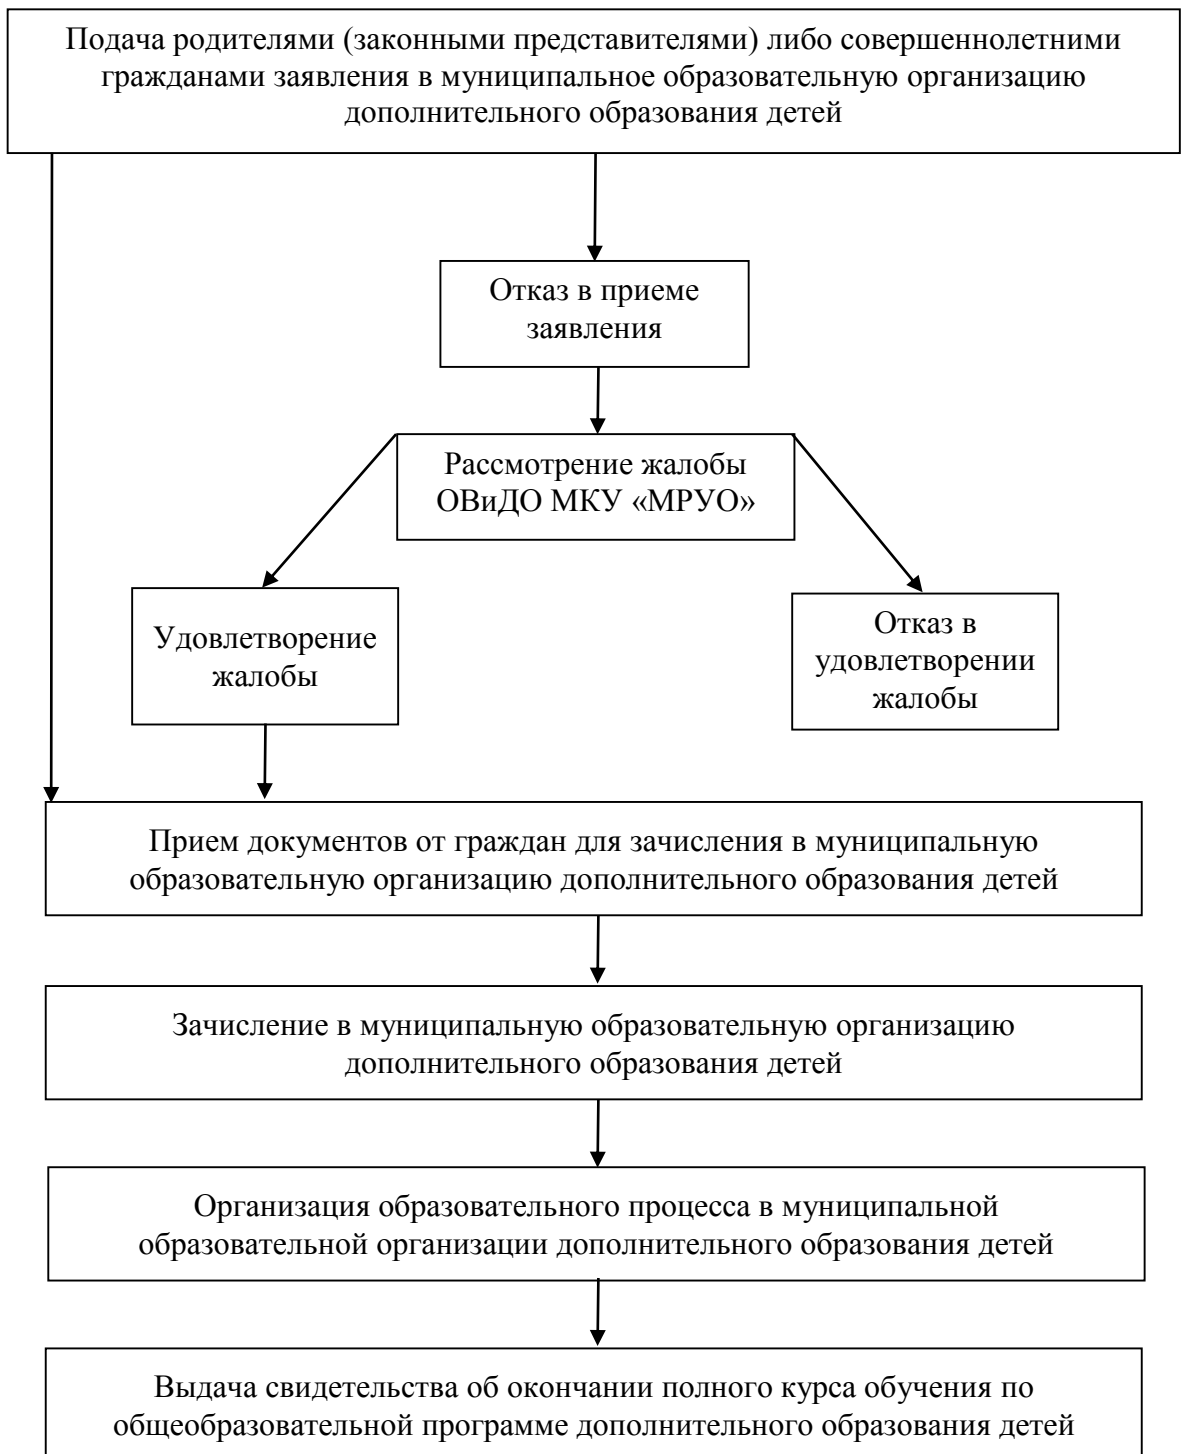 Подача родителями (законными представителями) либо совершеннолетними
гражданами заявления в муниципальное образовательную организацию
дополнительного образования детей
Отказ в приеме
заявления
Рассмотрение жалобы
ОВиДО МКУ «МРУО»
Удовлетворение
жалобы
Отказ в
удовлетворении
жалобы
Прием документов от граждан для зачисления в муниципальную
образовательную организацию дополнительного образования детей
Зачисление в муниципальную образовательную организацию
дополнительного образования детей
Организация образовательного процесса в муниципальной
образовательной организации дополнительного образования детей
Выдача свидетельства об окончании полного курса обучения по
общеобразовательной программе дополнительного образования детей